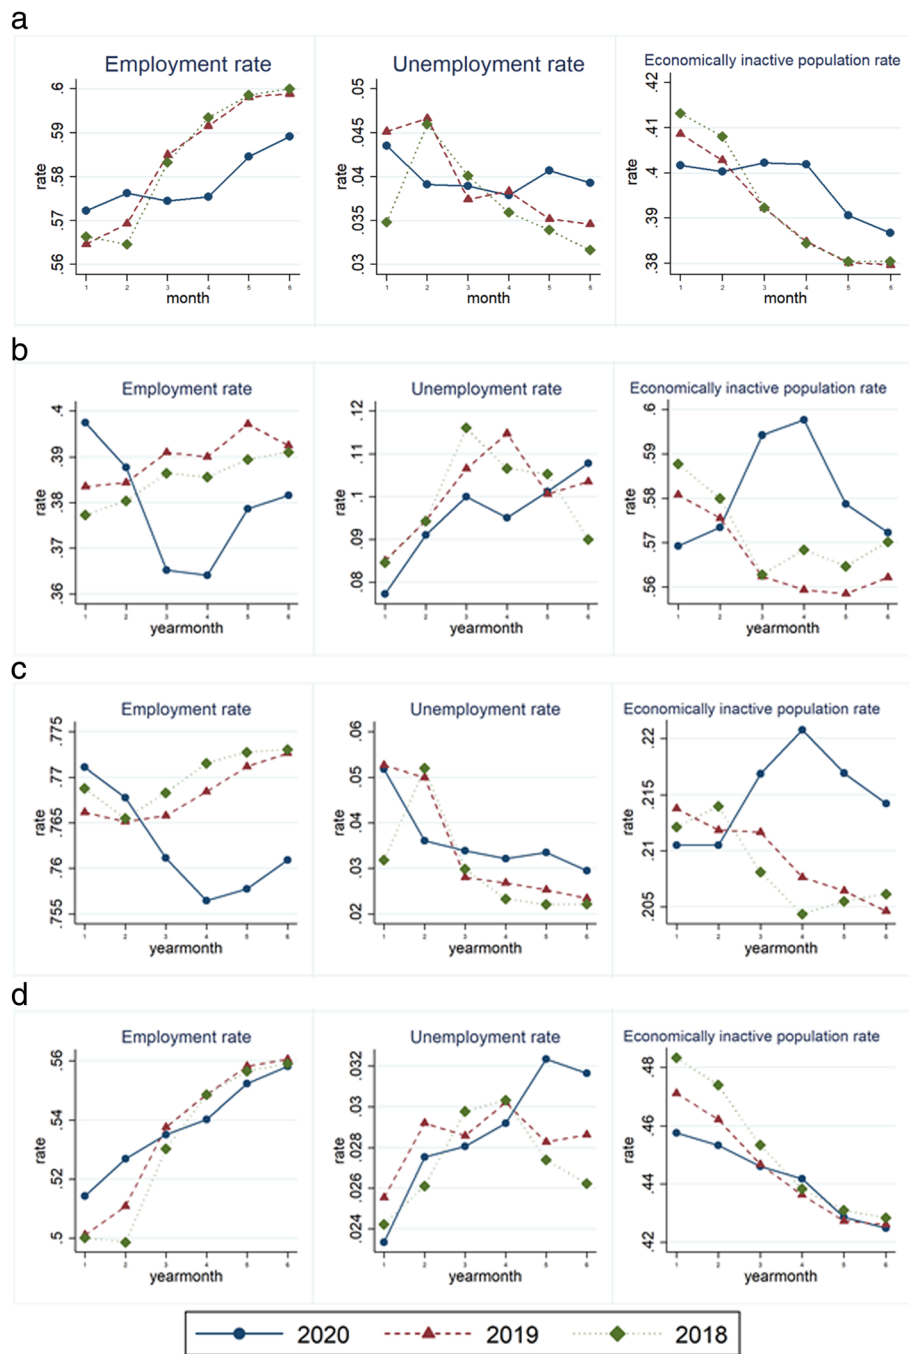 a
Employment rate
Unemployment rate
Economically inactive population rate
.6
.59
.58
.57
.56
rate
1 2 3 4 5 6
month
.05
.045
.04
.035
.03
rate
1 2 3 4 5 6
month
.42
.41
.4
.39
.38
rate
1 2 3 4 5 6
month
b
Employment rate
Unemployment rate
Economically inactive population rate
.4
.39
.38
.37
.36
rate
1 2 3 4 5 6
yearmonth
.12
.11
.1
.09
.08
rate
1 2 3 4 5 6
yearmonth
.6
.59
.58
.57
.56
rate
1 2 3 4 5 6
yearmonth
c
Employment rate
Unemployment rate
Economically inactive population rate
.775
.77
.765
.76
.755
rate
1 2 3 4 5 6
yearmonth
.06
.05
.04
.03
.02
rate
1 2 3 4 5 6
yearmonth
.22
.215
.21
.205
rate
1 2 3 4 5 6
yearmonth
d
Employment rate
Unemployment rate
Economically inactive population rate
.56
.54
.52
.5
rate
1 2 3 4 5 6
yearmonth
.032
.03
.028
.026
.024
rate
1 2 3 4 5 6
yearmonth
.48
.46
.44
.42
rate
1 2 3 4 5 6
yearmonth
2020 2019 2018